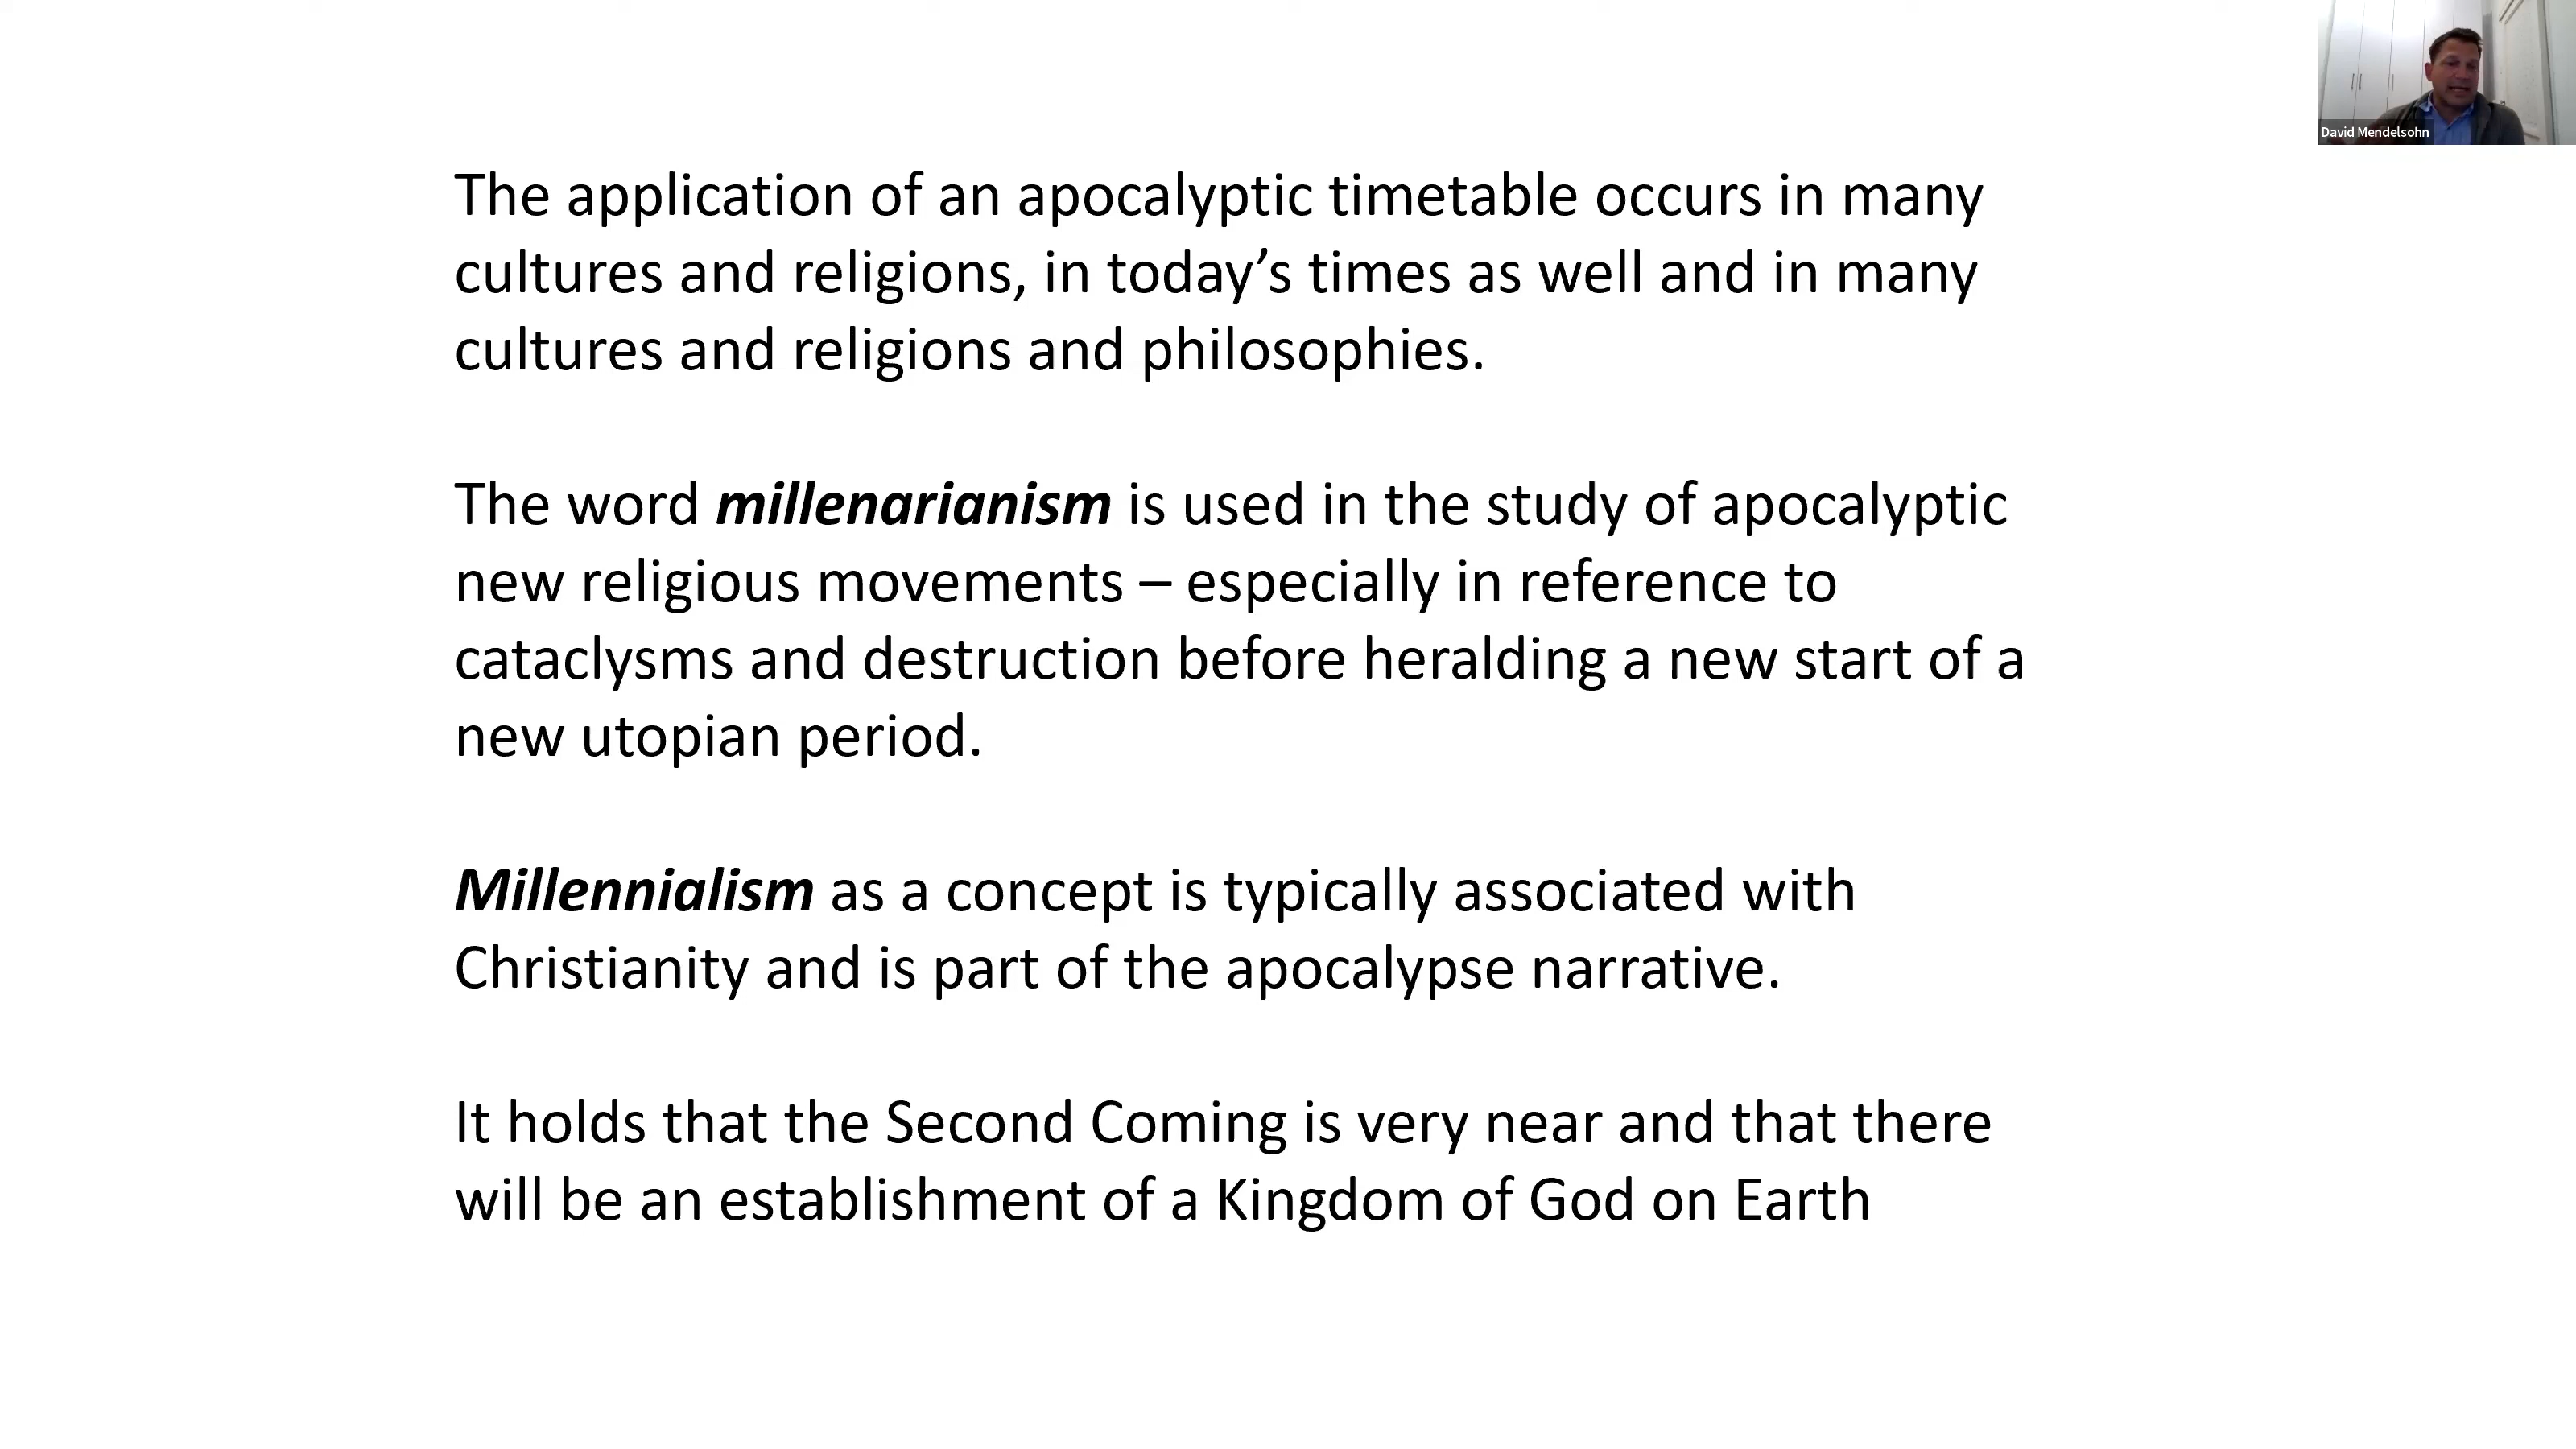 David Mendelsohn
The application of an apocalyptic timetable occurs in many
cultures and religions, in today’s times as well and in many
cultures and religions and philosophies.
The word millenarianism is used in the study of apocalyptic
new religious movements – especially in reference to
cataclysms and destruction before heralding a new start of a
new utopian period.
Millennialism as a concept is typically associated with
Christianity and is part of the apocalypse narrative.
It holds that the Second Coming is very near and that there
will be an establishment of a Kingdom of God on Earth